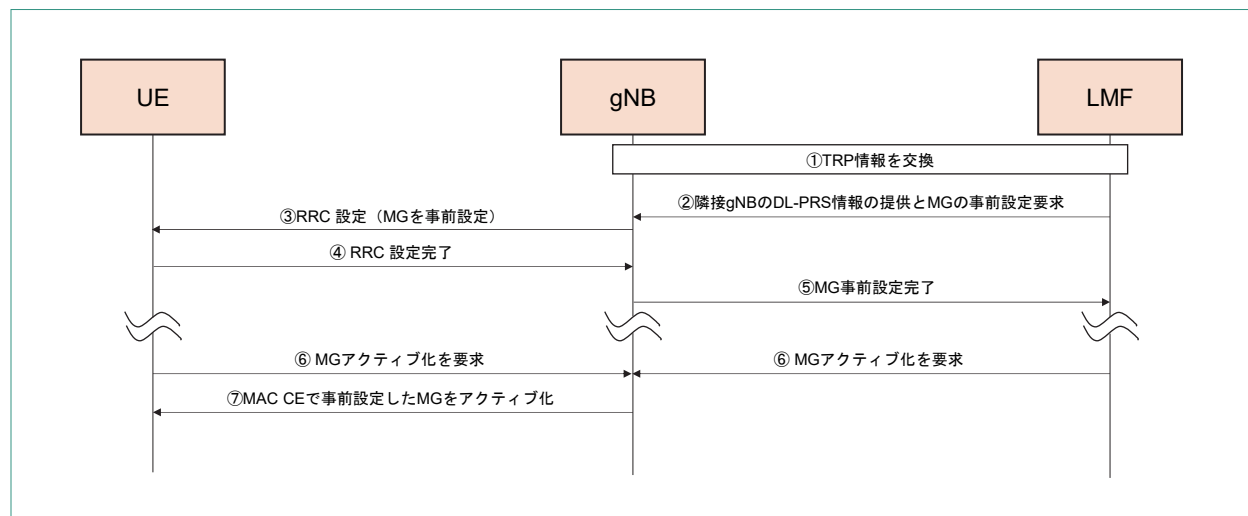 UE
gNB
LMF
①TRP情報を交換
②隣接gNBのDL-PRS情報の提供とMGの事前設定要求
③RRC 設定（MGを事前設定）
④ RRC 設定完了
⑤MG事前設定完了
⑥ MGアクティブ化を要求
⑥ MGアクティブ化を要求
⑦MAC CEで事前設定したMGをアクティブ化